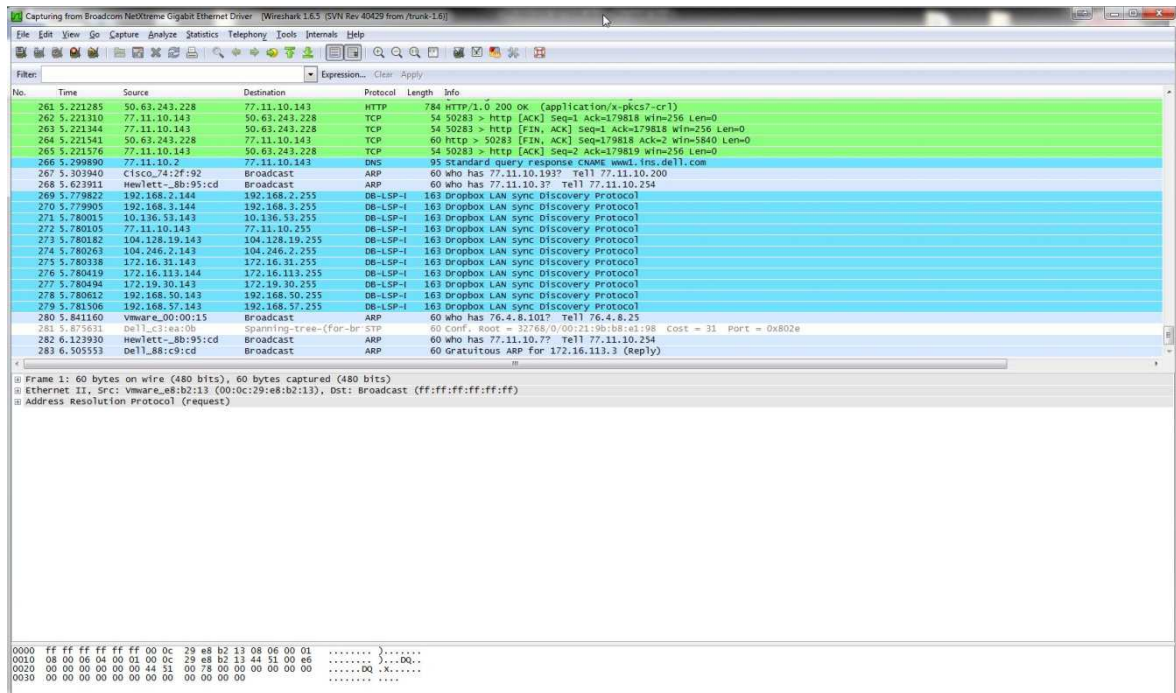 Capturing from Broadcom NetXtreme Gigabit Ethernet Driver [Wireshark 1.6.5 (SVN Rev 40429 from /trunk-1.6)]
File Edit View Go Capture Analyze Statistics Telephony Tools Internals Help
Filter: Expression... Clear Apply
No. Time Source Destination Protocol Length Info
261 5.221285 50.63.243.228 77.11.10.143 HTTP 784 HTTP/1.0 200 OK (application/x-pkcs7-crl)
262 5.221310 77.11.10.143 50.63.243.228 TCP 54 50283 > http [ACK] Seq=1 Ack=179818 Win=256 Len=0
263 5.221344 77.11.10.143 50.63.243.228 TCP 54 50283 > http [FIN, ACK] Seq=1 Ack=179818 Win=256 Len=0
264 5.221541 50.63.243.228 77.11.10.143 TCP 60 http > 50283 [FIN, ACK] Seq=179818 Ack=2 Win=5840 Len=0
265 5.221576 77.11.10.143 50.63.243.228 TCP 54 50283 > http [ACK] Seq=2 Ack=179819 Win=256 Len=0
266 5.299890 77.11.10.2 77.11.10.143 DNS 95 Standard query response CNAME www1.ins.dell.com
267 5.303940 Cisco_74:2f:92 Broadcast ARP 60 Who has 77.11.10.193? Tell 77.11.10.200
268 5.623911 Hewlett-_8b:95:cd Broadcast ARP 60 Who has 77.11.10.3? Tell 77.11.10.254
269 5.779822 192.168.2.144 192.168.2.255 DB-LSP-I 163 Dropbox LAN sync Discovery Protocol
270 5.779905 192.168.3.144 192.168.3.255 DB-LSP-I 163 Dropbox LAN sync Discovery Protocol
271 5.780015 10.136.53.143 10.136.53.255 DB-LSP-I 163 Dropbox LAN sync Discovery Protocol
272 5.780105 77.11.10.143 77.11.10.255 DB-LSP-I 163 Dropbox LAN sync Discovery Protocol
273 5.780182 104.128.19.143 104.128.19.255 DB-LSP-I 163 Dropbox LAN sync Discovery Protocol
274 5.780263 104.246.2.143 104.246.2.255 DB-LSP-I 163 Dropbox LAN sync Discovery Protocol
275 5.780338 172.16.31.143 172.16.31.255 DB-LSP-I 163 Dropbox LAN sync Discovery Protocol
276 5.780419 172.16.113.144 172.16.113.255 DB-LSP-I 163 Dropbox LAN sync Discovery Protocol
277 5.780494 172.19.30.143 172.19.30.255 DB-LSP-I 163 Dropbox LAN sync Discovery Protocol
278 5.780612 192.168.50.143 192.168.50.255 DB-LSP-I 163 Dropbox LAN sync Discovery Protocol
279 5.781506 192.168.57.143 192.168.57.255 DB-LSP-I 163 Dropbox LAN sync Discovery Protocol
280 5.841160 Vmware_00:00:15 Broadcast ARP 60 Who has 76.4.8.101? Tell 76.4.8.25
281 5.875631 Dell_c3:ea:0b Spanning-tree-(for-br STP 60 Conf. Root = 32768/0/00:21:9b:b8:e1:98 Cost = 31 Port = 0x802e
282 6.123930 Hewlett-_8b:95:cd Broadcast ARP 60 Who has 77.11.10.7? Tell 77.11.10.254
283 6.505553 Dell_88:c9:cd Broadcast ARP 60 Gratuitous ARP for 172.16.113.3 (Reply)
Frame 1: 60 bytes on wire (480 bits), 60 bytes captured (480 bits)
Ethernet II, Src: Vmware_e8:b2:13 (00:0c:29:e8:b2:13), Dst: Broadcast (ff:ff:ff:ff:ff:ff)
Address Resolution Protocol (request)
0000 ff ff ff ff ff ff 00 0c 29 e8 b2 13 08 06 00 01 ........ ).......
0010 08 00 06 04 00 01 00 0c 29 e8 b2 13 44 51 00 e6 ........ )...DQ..
0020 00 00 00 00 00 00 44 51 00 78 00 00 00 00 00 00 ......DQ .x......
0030 00 00 00 00 00 00 00 00 00 00 00 00 ........ ....